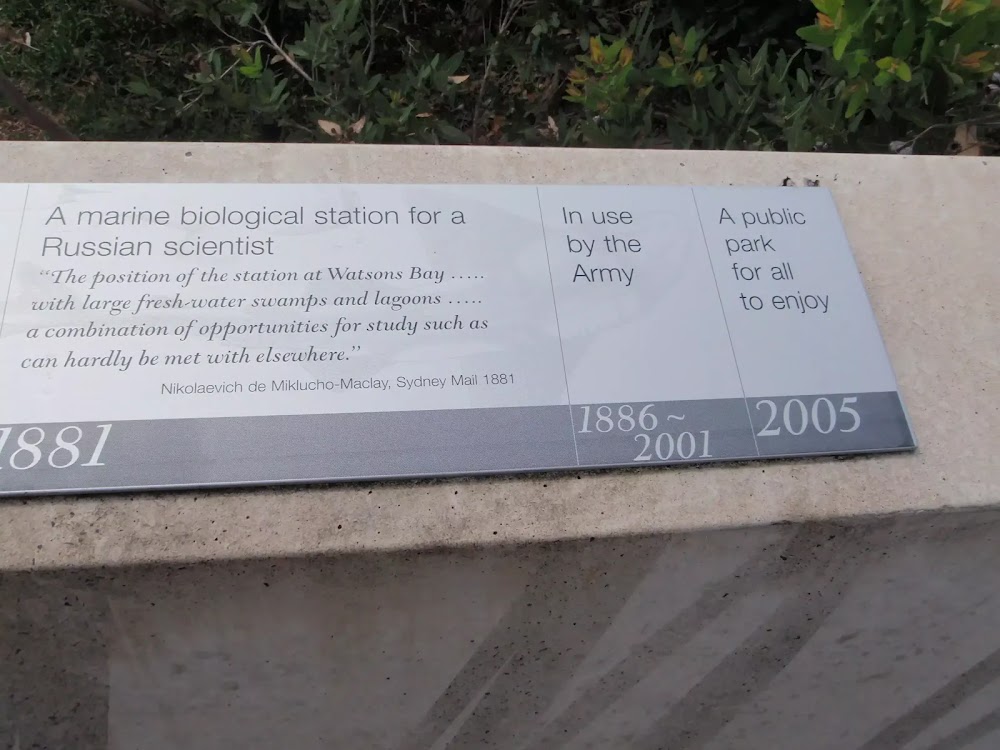 A marine biological station for a
Russian scientist
“The position of the station at Watsons Bay .....
with large fresh-water swamps and lagoons .....
a combination of opportunities for study such as
can hardly be met with elsewhere.”
Nikolaevich de Miklucho-Maclay, Sydney Mail 1881
1881
In use
by the
Army
1886~
2001
A public
park
for all
to enjoy
2005